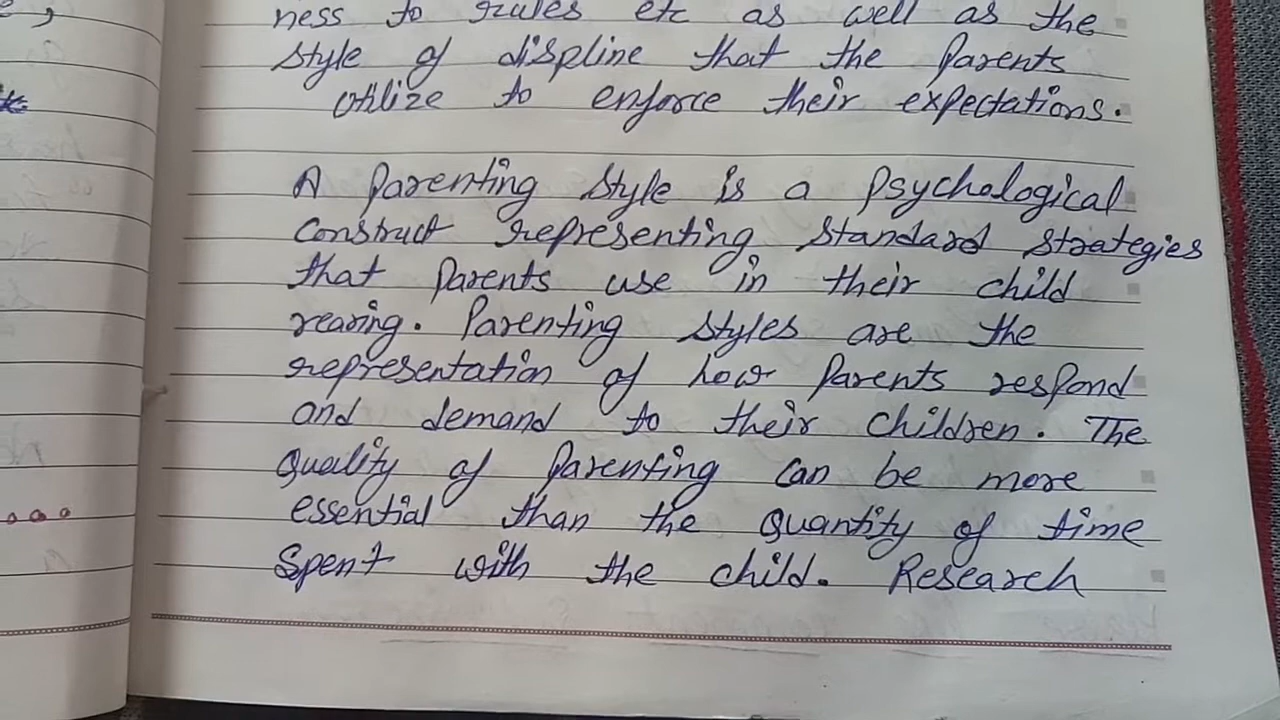 ness to rules etc as well as the
style of displine that the Parents
utilize to enforce their expectations.
A Parenting style is a Psychological
construct representing standard strategies
that Parents use in their child
rearing. Parenting styles are the
representation of how Parents respond
and demand to their children. The
Quality of Parenting can be more
essential than the Quantity of time
Spent with the child. Research